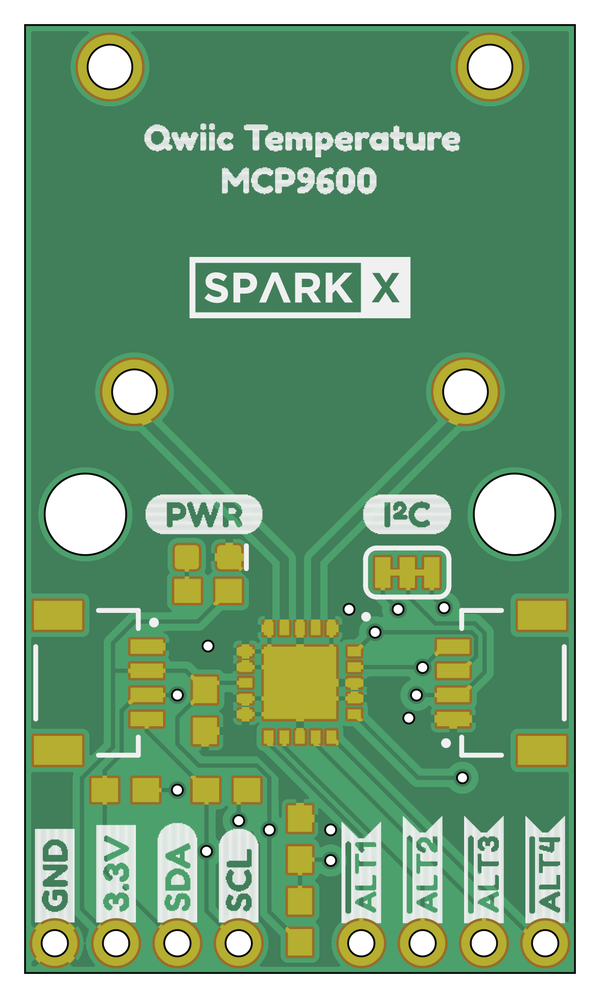 Qwiic Temperature
MCP9600
SPARK X
PWR
I²C
GND
3.3V
SDA
SCL
ALT1
ALT2
ALT3
ALT4